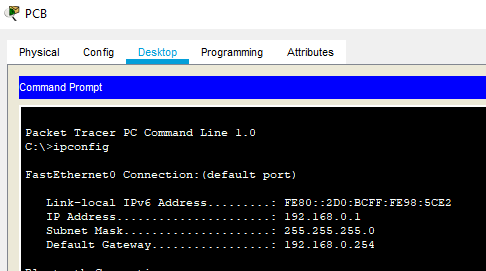 PCB
Physical Config Desktop Programming Attributes
Command Prompt
Packet Tracer PC Command Line 1.0
C:\>ipconfig
FastEthernet0 Connection:(default port)
Link-local IPv6 Address.........: FE80::2D0:BCFF:FE98:5CE2
IP Address......................: 192.168.0.1
Subnet Mask.....................: 255.255.255.0
Default Gateway.................: 192.168.0.254